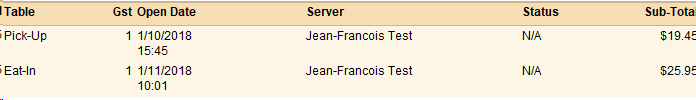 Table Gst Open Date Server Status Sub-Total
Pick-Up 1 1/10/2018 Jean-Francois Test N/A $19.45
15:45
Eat-In 1 1/11/2018 Jean-Francois Test N/A $25.95
10:01